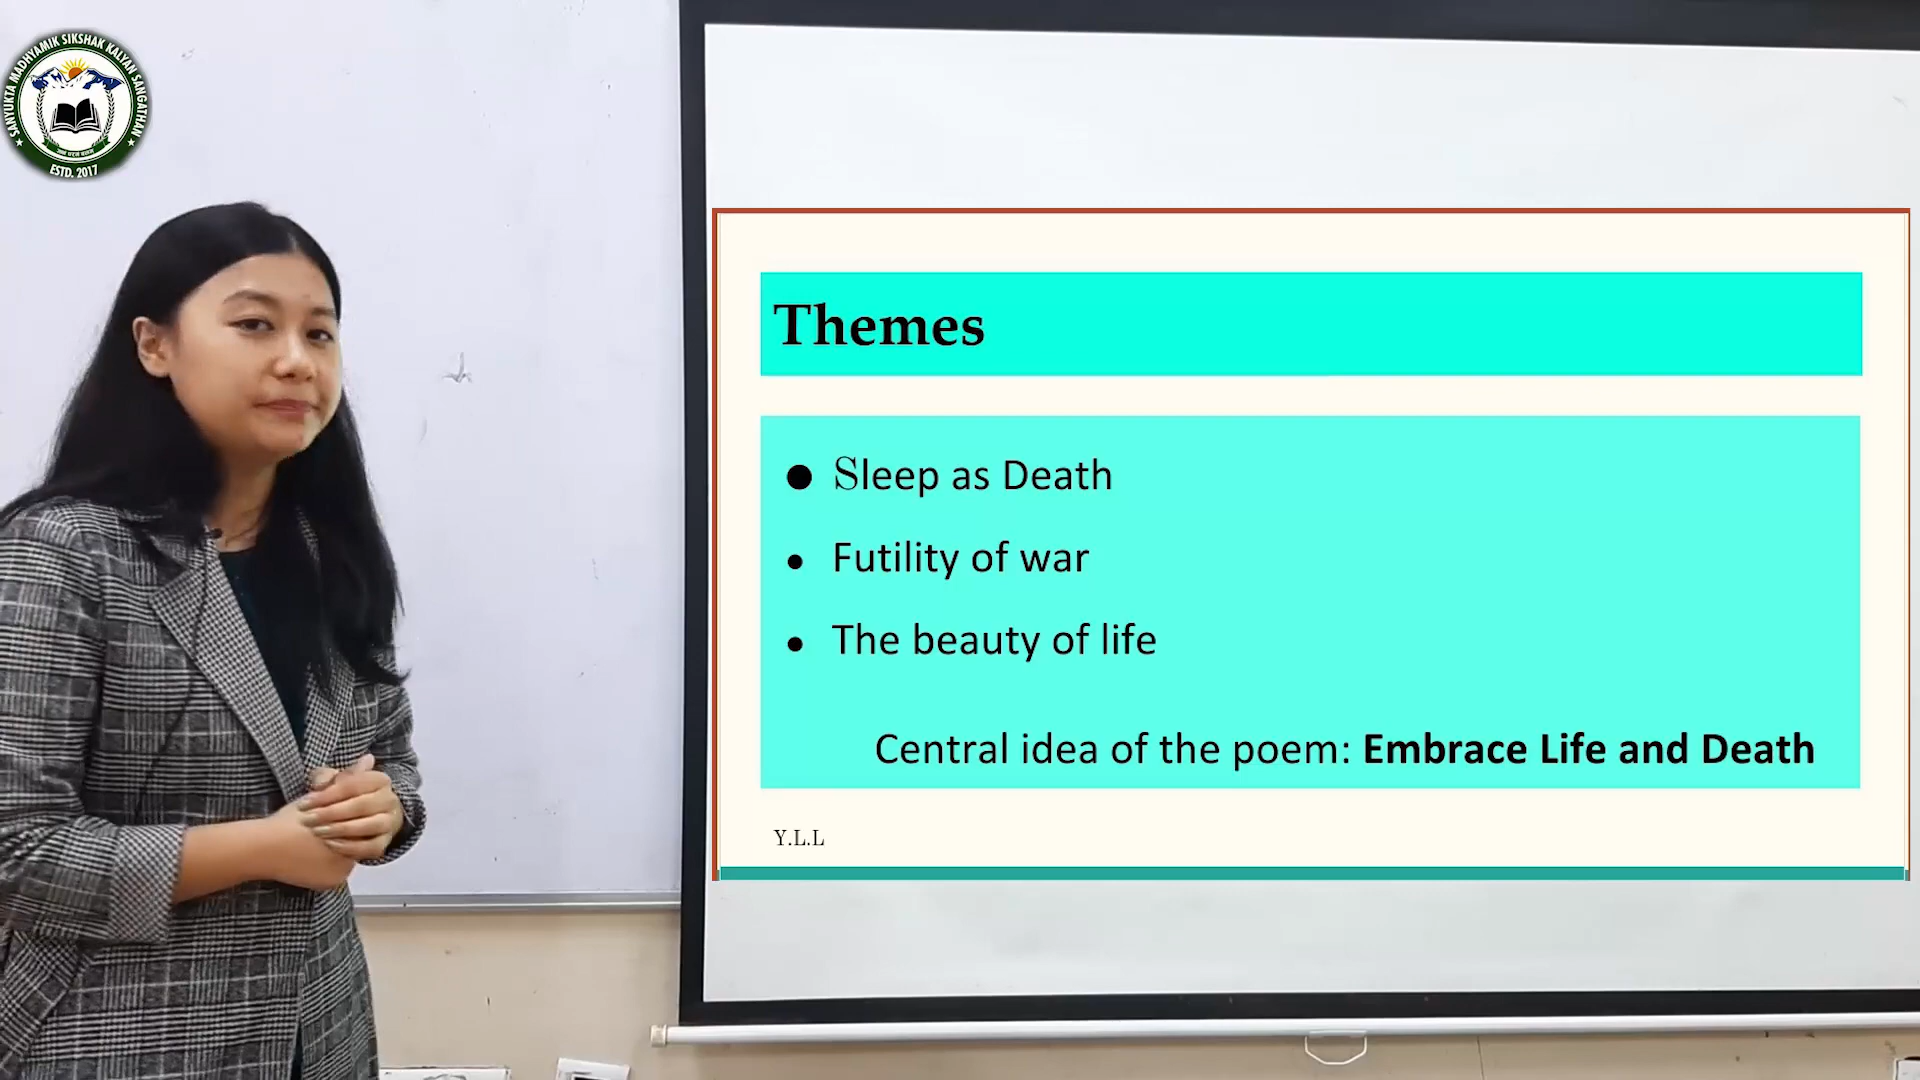 SANYUKTA MADHYAMIK SIKSHAK KALYAN SANGATHAN
ESTD. 2017
Themes
● Sleep as Death
• Futility of war
• The beauty of life
Central idea of the poem: Embrace Life and Death
Y.L.L